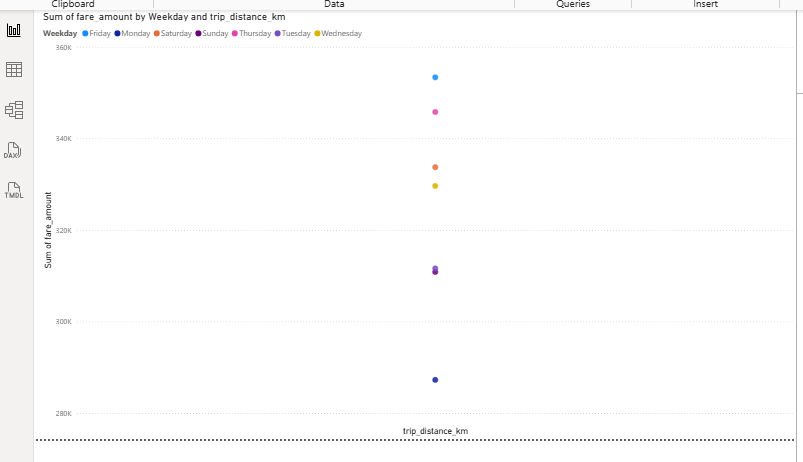 Clipboard Data Queries Insert
Sum of fare_amount by Weekday and trip_distance_km
Weekday Friday Monday Saturday Sunday Thursday Tuesday Wednesday
360K
340K
320K
300K
280K
Sum of fare_amount
trip_distance_km
DAX
TMDL